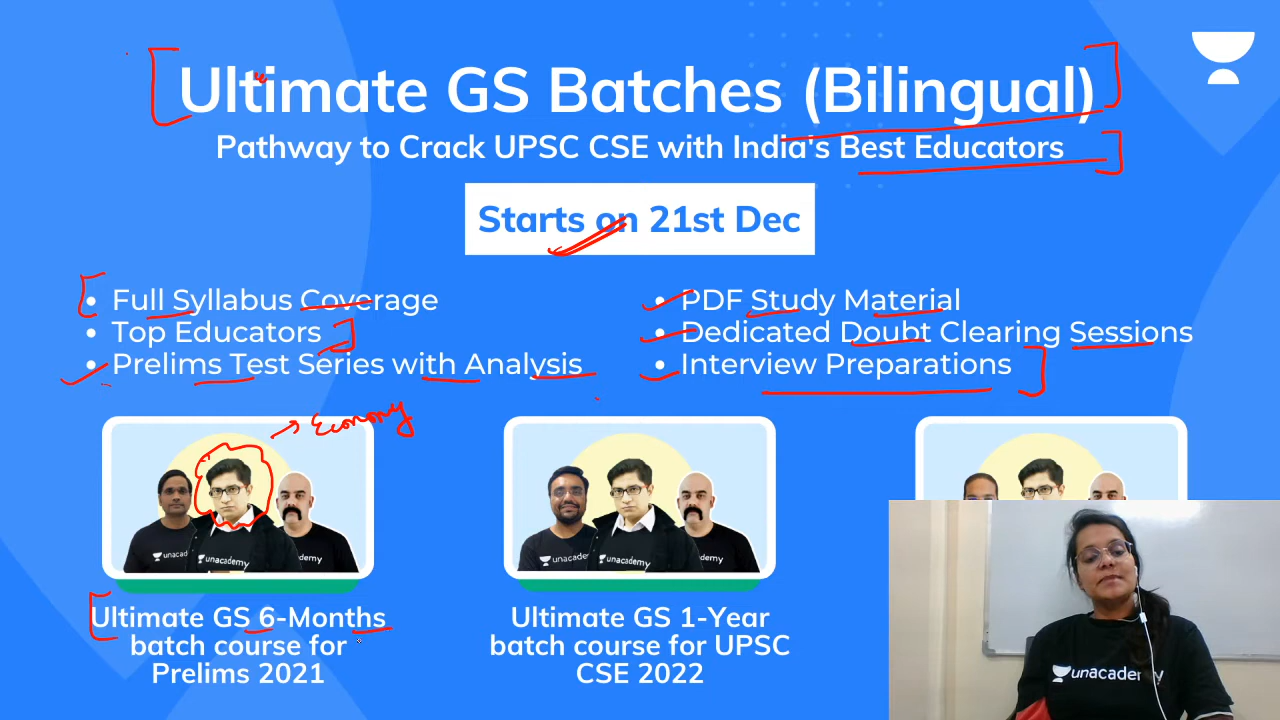 Ultimate GS Batches (Bilingual)
Pathway to Crack UPSC CSE with India's Best Educators
Starts on 21st Dec
• Full Syllabus Coverage
• Top Educators
• Prelims Test Series with Analysis
• PDF Study Material
• Dedicated Doubt Clearing Sessions
• Interview Preparations
→ Economy
unacademy
unacademy
unacademy
unacademy
Ultimate GS 6-Months
batch course for
Prelims 2021
Ultimate GS 1-Year
batch course for UPSC
CSE 2022
unacademy